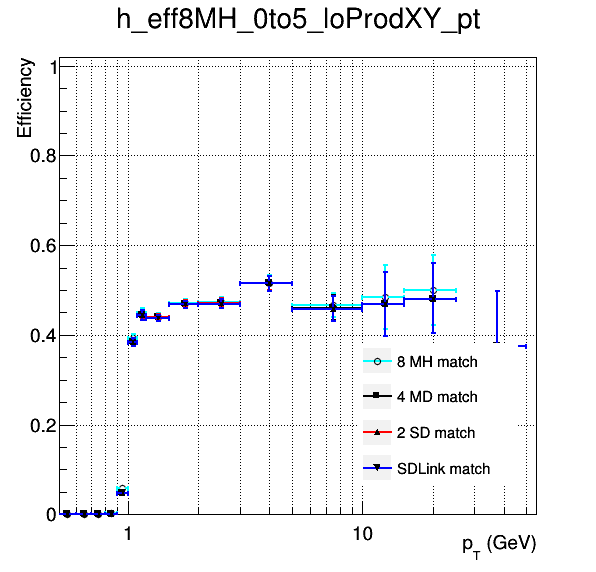 h_eff8MH_0to5_loProdXY_pt
Efficiency
1
0.8
0.6
0.4
0.2
0
8 MH match
4 MD match
2 SD match
SDLink match
1
10
p_T (GeV)